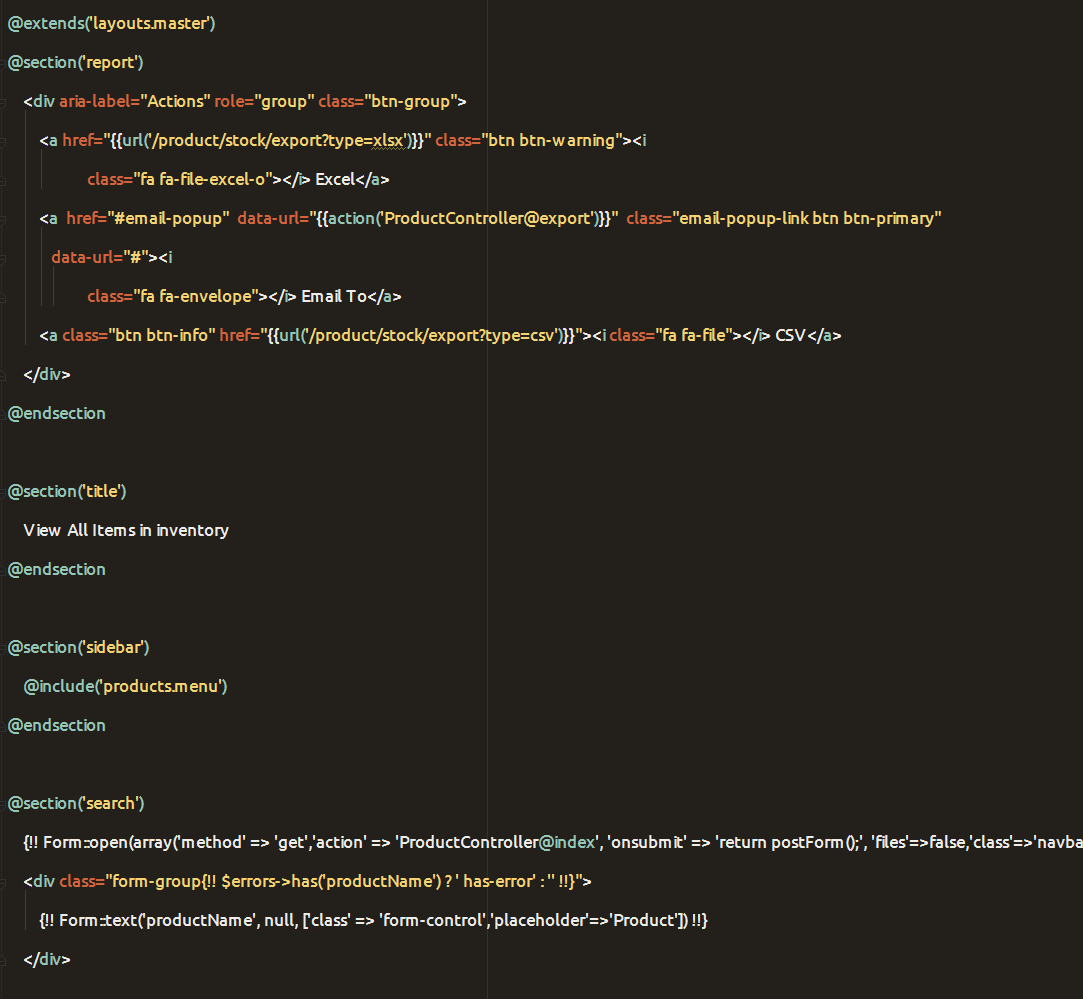 @extends('layouts.master')
@section('report')
<div aria-label="Actions" role="group" class="btn-group">
<a href="{{url('/product/stock/export?type=xlsx')}}" class="btn btn-warning"><i
class="fa fa-file-excel-o"></i> Excel</a>
<a  href="#email-popup"  data-url="{{action('ProductController@export')}}"  class="email-popup-link btn btn-primary"
data-url="#"><i
class="fa fa-envelope"></i> Email To</a>
<a class="btn btn-info" href="{{url('/product/stock/export?type=csv')}}"><i class="fa fa-file"></i> CSV</a>
</div>
@endsection
@section('title')
View All Items in inventory
@endsection
@section('sidebar')
@include('products.menu')
@endsection
@section('search')
{!! Form::open(array('method' => 'get','action' => 'ProductController@index', 'onsubmit' => 'return postForm();', 'files'=>false,'class'=>'navba
<div class="form-group{!! $errors->has('productName') ? ' has-error' : '' !!}">
{!! Form::text('productName', null, ['class' => 'form-control','placeholder'=>'Product']) !!}
</div>